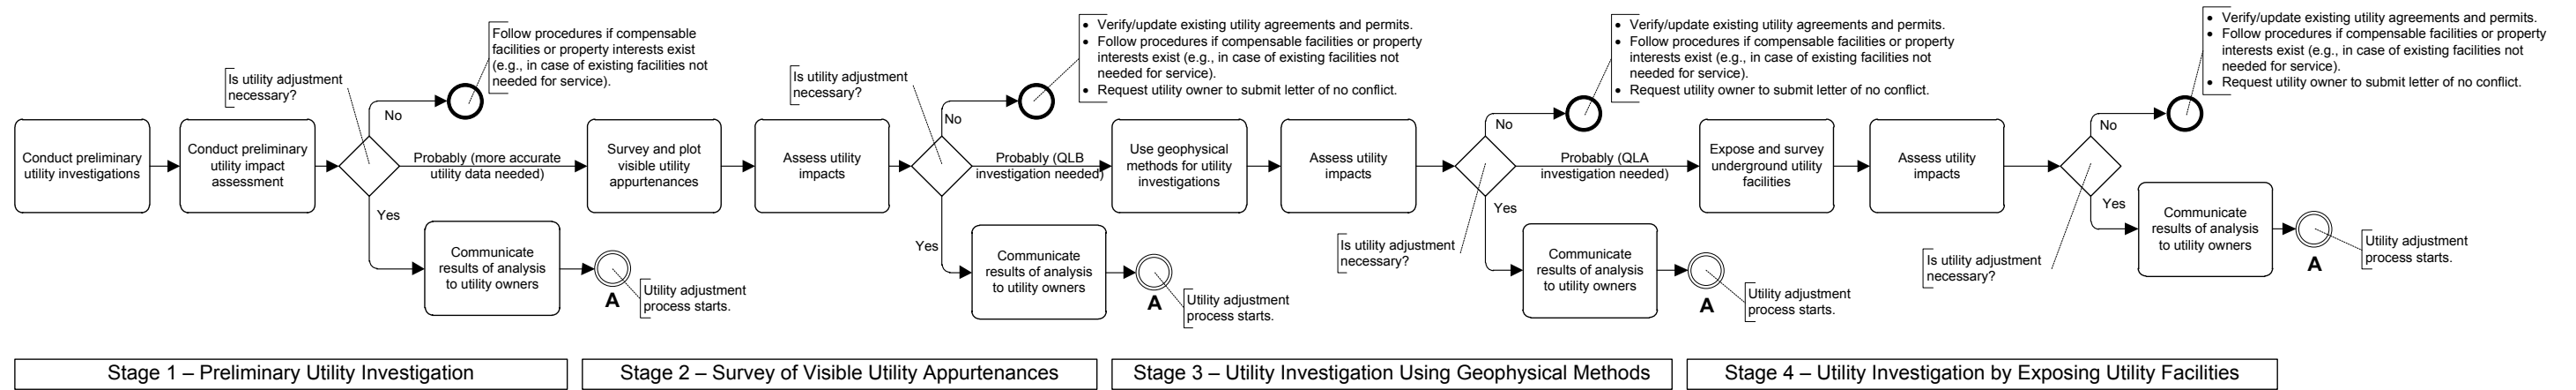 Follow procedures if compensable
facilities or property interests exist
(e.g., in case of existing facilities not
needed for service).
Is utility adjustment
necessary?
No
Conduct preliminary
utility investigations
Conduct preliminary
utility impact
assessment
Probably (more accurate
utility data needed)
Yes
Communicate
results of analysis
to utility owners
A
Utility adjustment
process starts.
Survey and plot
visible utility
appurtenances
Assess utility
impacts
Is utility adjustment
necessary?
No
• Verify/update existing utility agreements and permits.
• Follow procedures if compensable facilities or property
interests exist (e.g., in case of existing facilities not
needed for service).
• Request utility owner to submit letter of no conflict.
Probably (QLB
investigation needed)
Yes
Communicate
results of analysis
to utility owners
A
Utility adjustment
process starts.
Use geophysical
methods for utility
investigations
Assess utility
impacts
Is utility adjustment
necessary?
No
• Verify/update existing utility agreements and permits.
• Follow procedures if compensable facilities or property
interests exist (e.g., in case of existing facilities not
needed for service).
• Request utility owner to submit letter of no conflict.
Probably (QLA
investigation needed)
Yes
Communicate
results of analysis
to utility owners
A
Utility adjustment
process starts.
Expose and survey
underground utility
facilities
Assess utility
impacts
Is utility adjustment
necessary?
No
• Verify/update existing utility agreements and permits.
• Follow procedures if compensable facilities or property
interests exist (e.g., in case of existing facilities not
needed for service).
• Request utility owner to submit letter of no conflict.
Yes
Communicate
results of analysis
to utility owners
A
Utility adjustment
process starts.
Stage 1 – Preliminary Utility Investigation
Stage 2 – Survey of Visible Utility Appurtenances
Stage 3 – Utility Investigation Using Geophysical Methods
Stage 4 – Utility Investigation by Exposing Utility Facilities